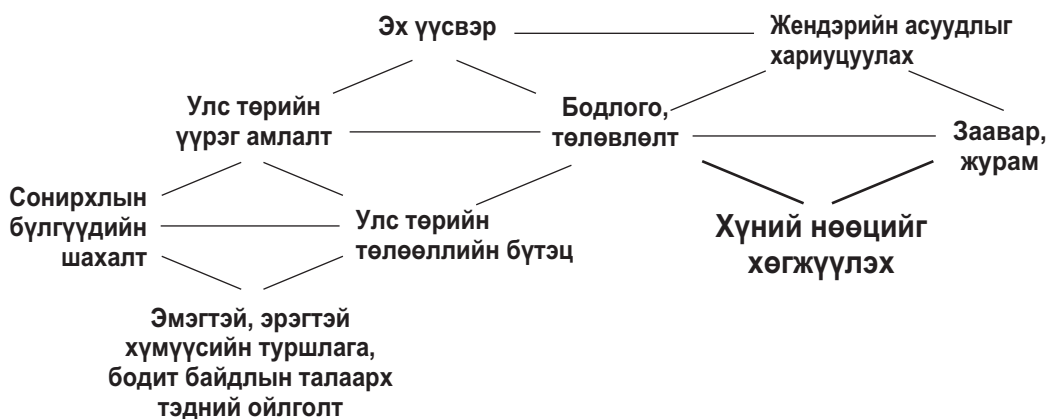 Эх үүсвэр
Жендэрийн асуудлыг
хариуцуулах
Улс төрийн
үүрэг амлалт
Бодлого,
төлөвлөлт
Заавар,
журам
Сонирхлын
бүлгүүдийн
шахалт
Улс төрийн
төлөөллийн бүтэц
Хүний нөөцийг
хөгжүүлэх
Эмэгтэй, эрэгтэй
хүмүүсийн туршлага,
бодит байдлын талаарх
тэдний ойлголт